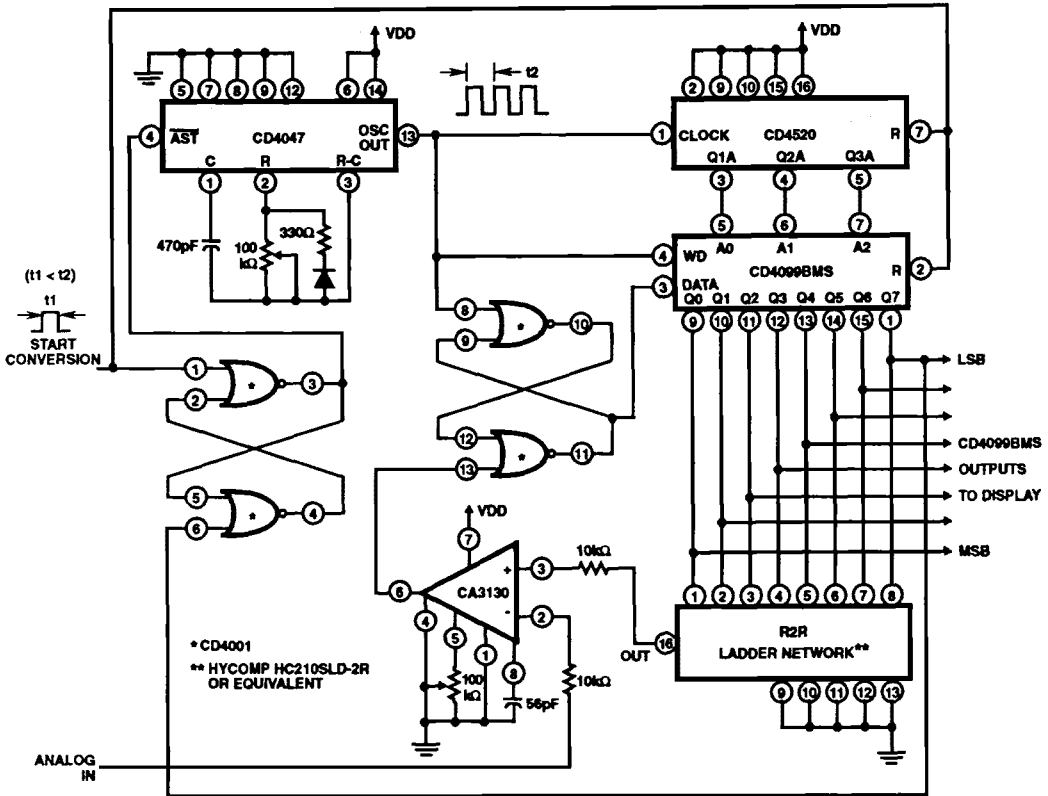 VDD
VDD
t2
5 7 8 9 12 6 14
2 9 10 15 16
4 AST CD4047 OSC OUT 13
1 CLOCK CD4520 R 7
C R R-C
Q1A Q2A Q3A
1 2 3
3 4 5
470pF
100 kΩ
330Ω
5 6 7
A0 A1 A2
4 WD CD4099BMS R 2
3 DATA
Q0 Q1 Q2 Q3 Q4 Q5 Q6 Q7
9 10 11 12 13 14 15 1
(t1 < t2)
t1
START
CONVERSION
8 * 10
9
1 * 3
2
12 * 11
13
5 * 4
6
LSB
CD4099BMS
OUTPUTS
TO DISPLAY
MSB
VDD
7
10kΩ
6 CA3130 + 3
- 2
4 5 1 8
100 kΩ
56pF
10kΩ
1 2 3 4 5 6 7 8
16 R2R
OUT LADDER NETWORK**
9 10 11 12 13
* CD4001
** HYCOMP HC210SLD-2R
OR EQUIVALENT
ANALOG
IN